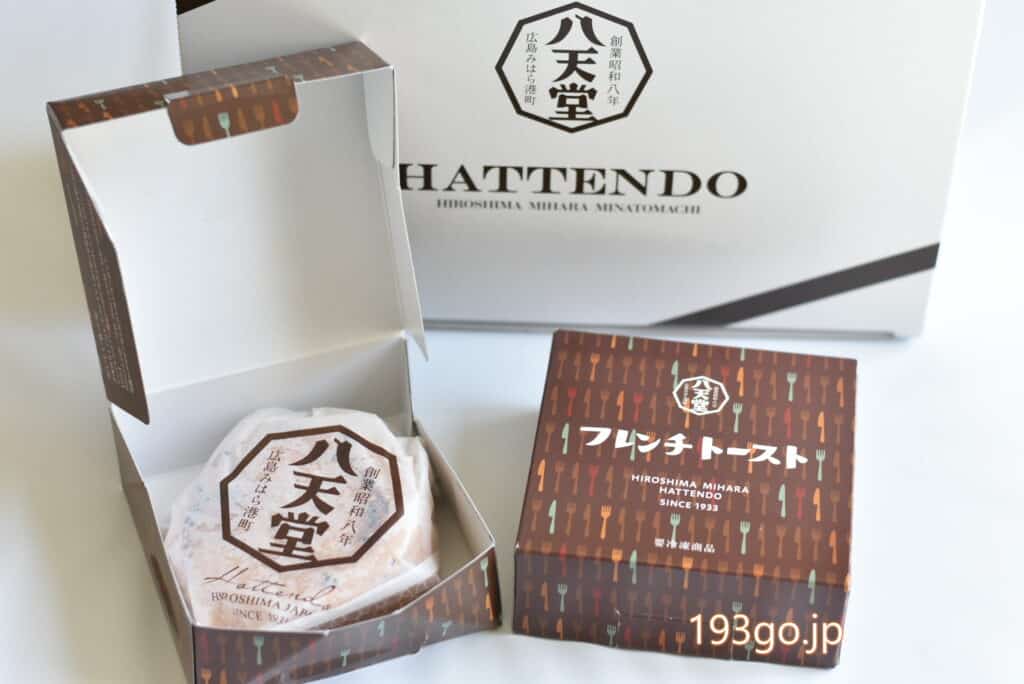 創業昭和八年
八天堂
広島みはら港町
HATTENDO
HIROSHIMA MIHARA MINATOMACHI
創業昭和八年
八天堂
広島みはら港町
Hattendo
HIROSHIMA
SINCE
八天堂
フレンチトースト
HIROSHIMA MIHARA
HATTENDO
SINCE 1933
要冷凍商品
193go.jp